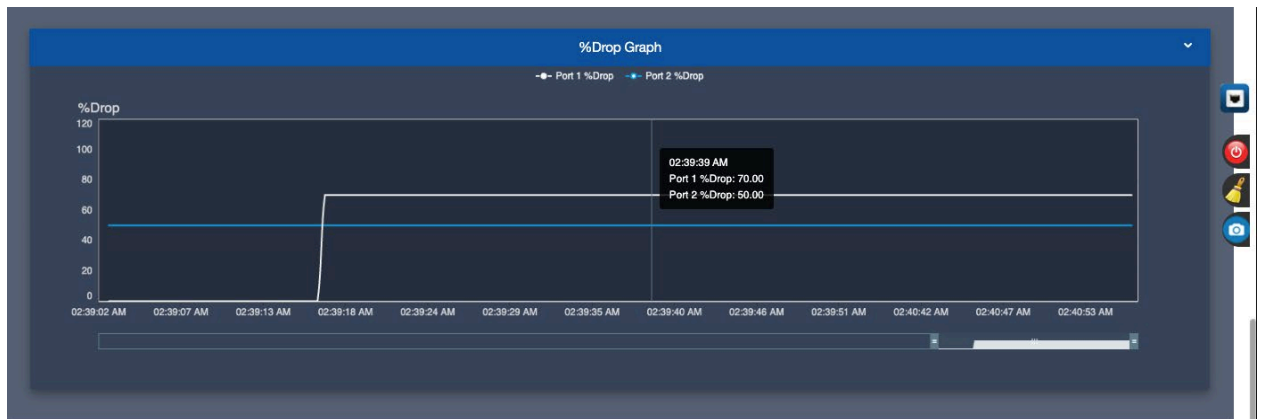 %Drop Graph
Port 1 %Drop Port 2 %Drop
%Drop
120
100
80
60
40
20
0
02:39:39 AM
Port 1 %Drop: 70.00
Port 2 %Drop: 50.00
02:39:02 AM 02:39:07 AM 02:39:13 AM 02:39:18 AM 02:39:24 AM 02:39:29 AM 02:39:35 AM 02:39:40 AM 02:39:46 AM 02:39:51 AM 02:40:42 AM 02:40:47 AM 02:40:53 AM